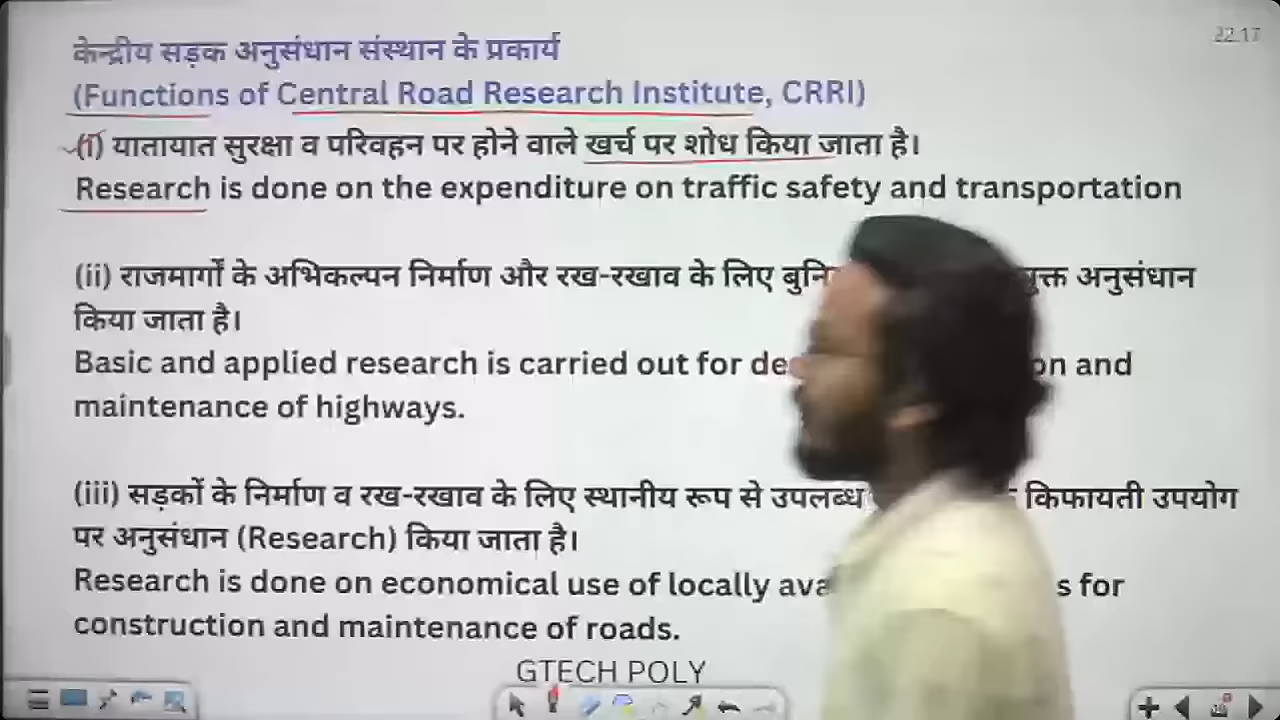 22.17
केन्द्रीय सड़क अनुसंधान संस्थान के प्रकार्य
(Functions of Central Road Research Institute, CRRI)
(i) यातायात सुरक्षा व परिवहन पर होने वाले खर्च पर शोध किया जाता है।
Research is done on the expenditure on traffic safety and transportation
(ii) राजमार्गों के अभिकल्पन निर्माण और रख-रखाव के लिए अनुसंधान
किया जाता है।
Basic and applied research is carried out for and
maintenance of highways.
(iii) सड़कों के निर्माण व रख-रखाव के लिए स्थानीय रूप से उपलब्ध किफायती उपयोग
पर अनुसंधान (Research) किया जाता है।
Research is done on economical use of locally for
construction and maintenance of roads.
GTECH POLY